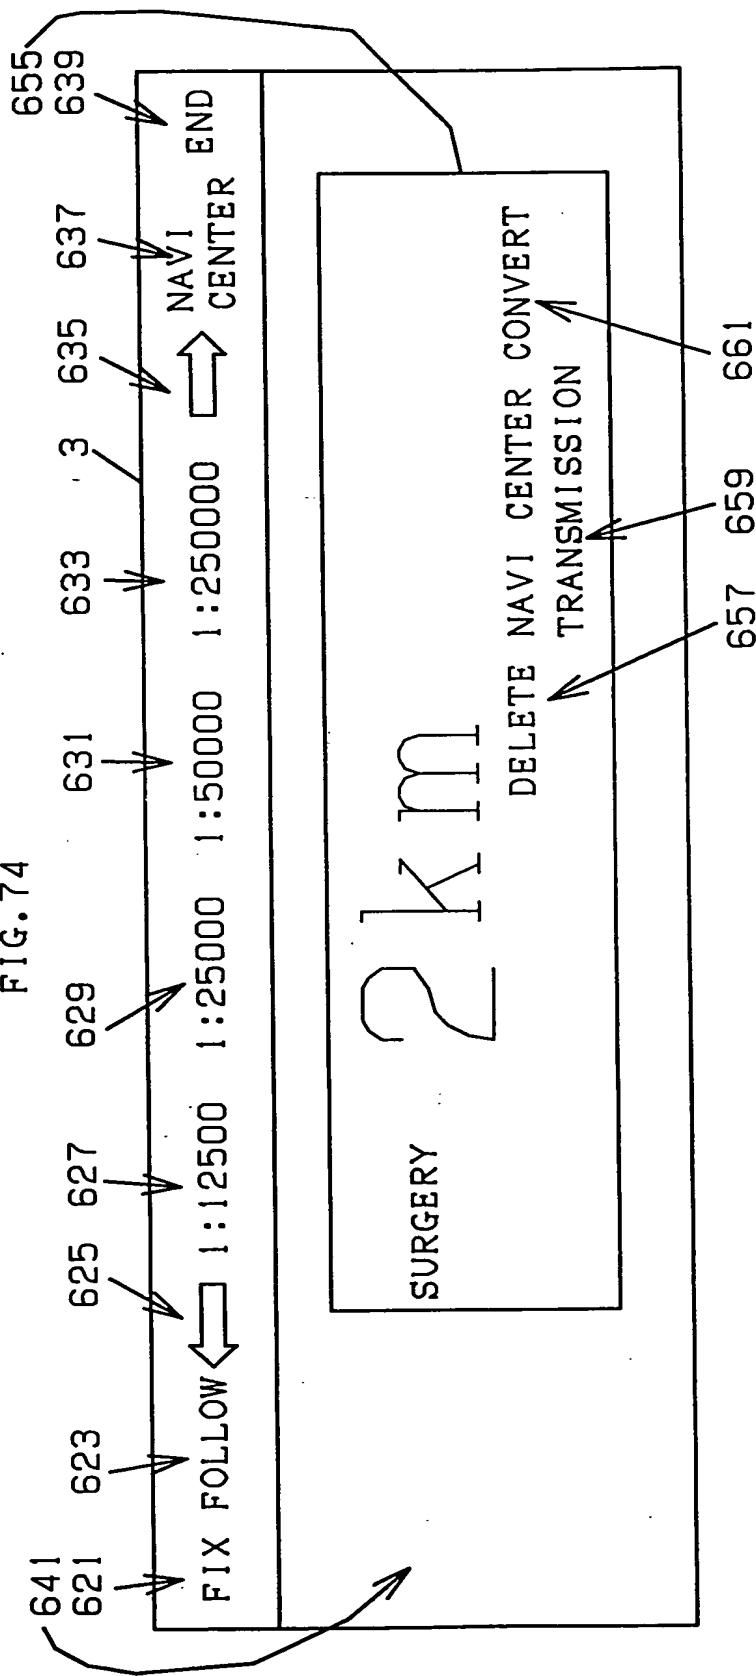 FIG.74
641
621
623
625
627
629
631
633
3
635
637
655
639
FIX FOLLOW 1:12500 1:25000 1:50000 1:250000 NAVI END
CENTER
SURGERY
2km
DELETE NAVI CENTER CONVERT
TRANSMISSION
657
659
661